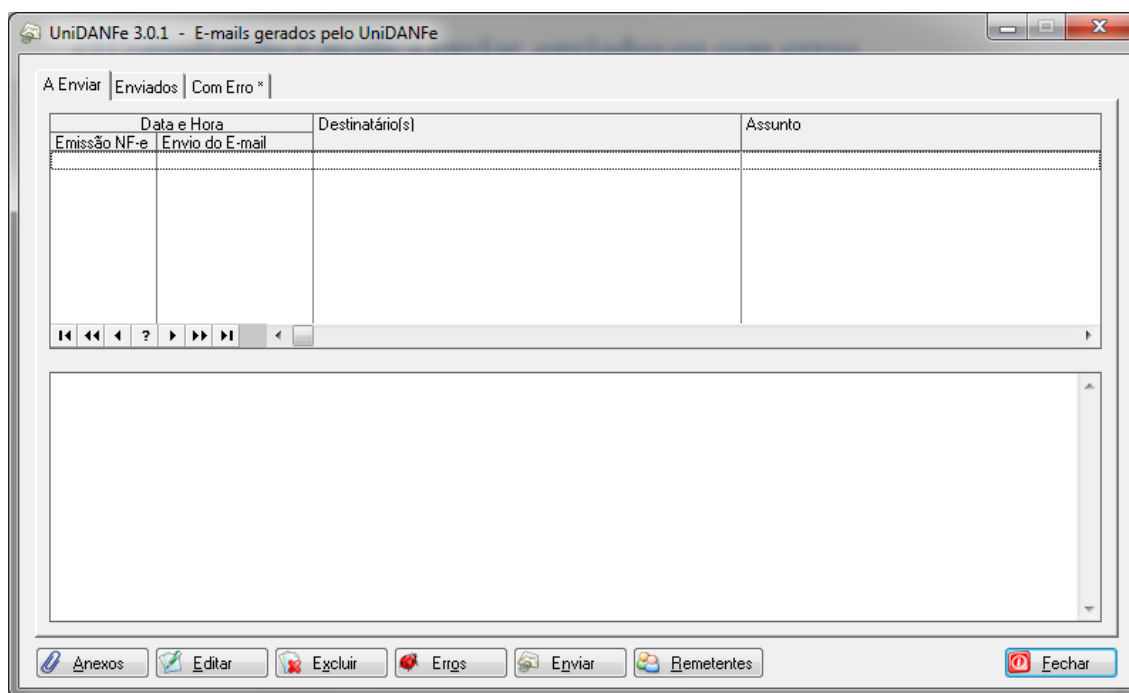 UniDANFe 3.0.1 - E-mails gerados pelo UniDANFe
A Enviar Enviados Com Erro *
Data e Hora Destinatário(s) Assunto
Emissão NF-e Envio do E-mail
?
Anexos Editar Excluir Erros Enviar Remetentes Fechar